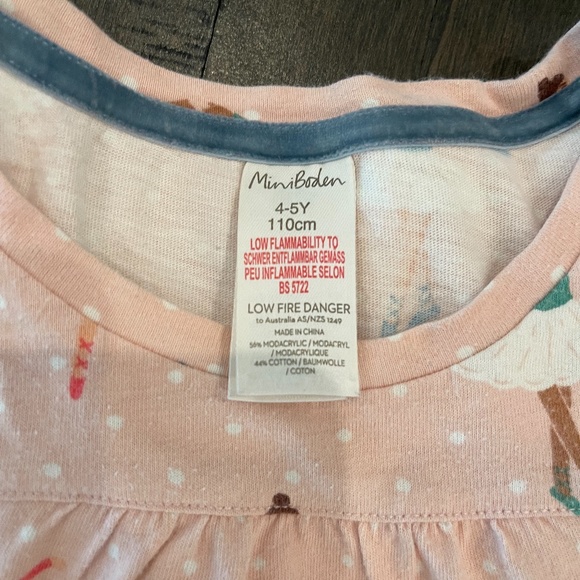 MiniBoden
4-5Y
110cm
LOW FLAMMABILITY TO
SCHWER ENTFLAMMBAR GEMÄSS
PEU INFLAMMABLE SELON
BS 5722
LOW FIRE DANGER
to Australia AS/NZS 1249
MADE IN CHINA
56% MODACRYLIC / MODACRYL
/ MODACRYLIQUE
44% COTTON / BAUMWOLLE
/ COTON